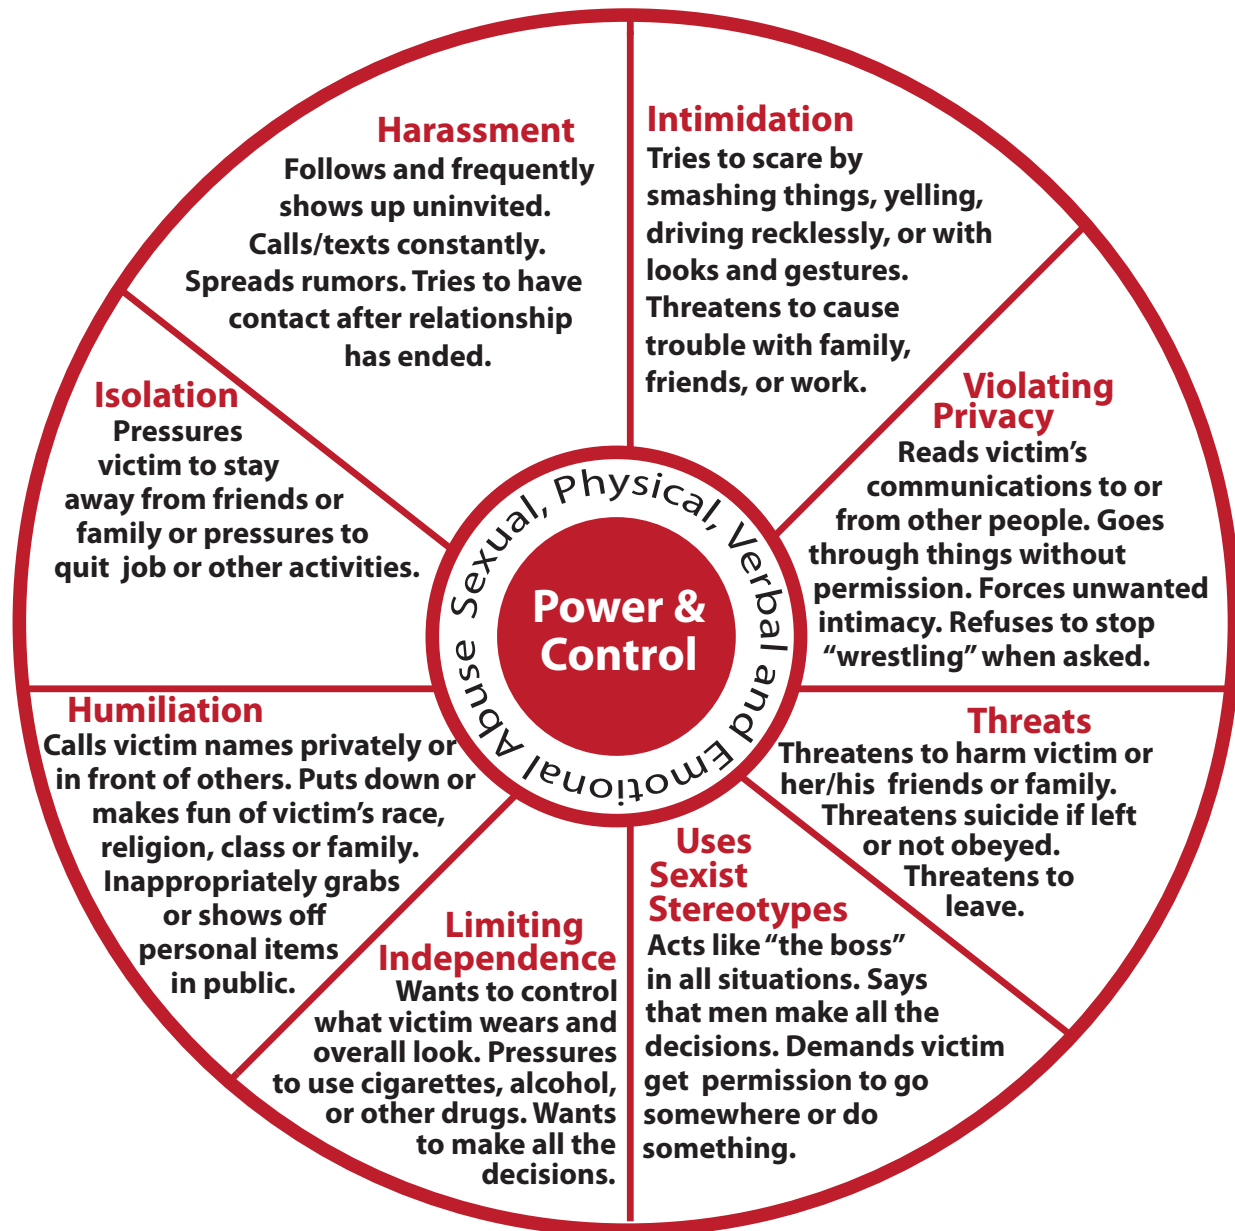 Harassment
Follows and frequently
shows up uninvited.
Calls/texts constantly.
Spreads rumors. Tries to have
contact after relationship
has ended.
Intimidation
Tries to scare by
smashing things, yelling,
driving recklessly, or with
looks and gestures.
Threatens to cause
trouble with family,
friends, or work.
Violating
Privacy
Reads victim's
communications to or
from other people. Goes
through things without
permission. Forces unwanted
intimacy. Refuses to stop
“wrestling” when asked.
Threats
Threatens to harm victim or
her/his friends or family.
Threatens suicide if left
or not obeyed.
Threatens to
leave.
Uses
Sexist
Stereotypes
Acts like “the boss”
in all situations. Says
that men make all the
decisions. Demands victim
get permission to go
somewhere or do
something.
Limiting
Independence
Wants to control
what victim wears and
overall look. Pressures
to use cigarettes, alcohol,
or other drugs. Wants
to make all the
decisions.
Humiliation
Calls victim names privately or
in front of others. Puts down or
makes fun of victim's race,
religion, class or family.
Inappropriately grabs
or shows off
personal items
in public.
Isolation
Pressures
victim to stay
away from friends or
family or pressures to
quit job or other activities.
Sexual, Physical, Verbal and Emotional Abuse
Power &
Control